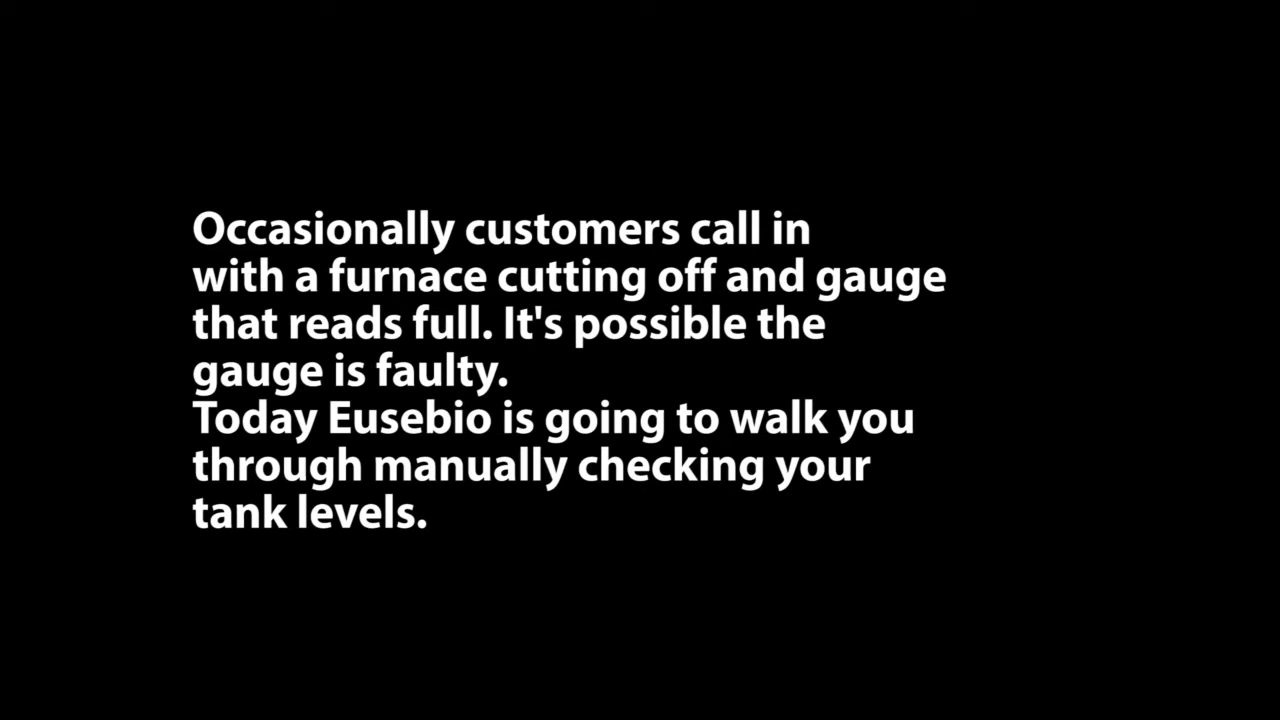 Occasionally customers call in
with a furnace cutting off and gauge
that reads full. It's possible the
gauge is faulty.
Today Eusebio is going to walk you
through manually checking your
tank levels.